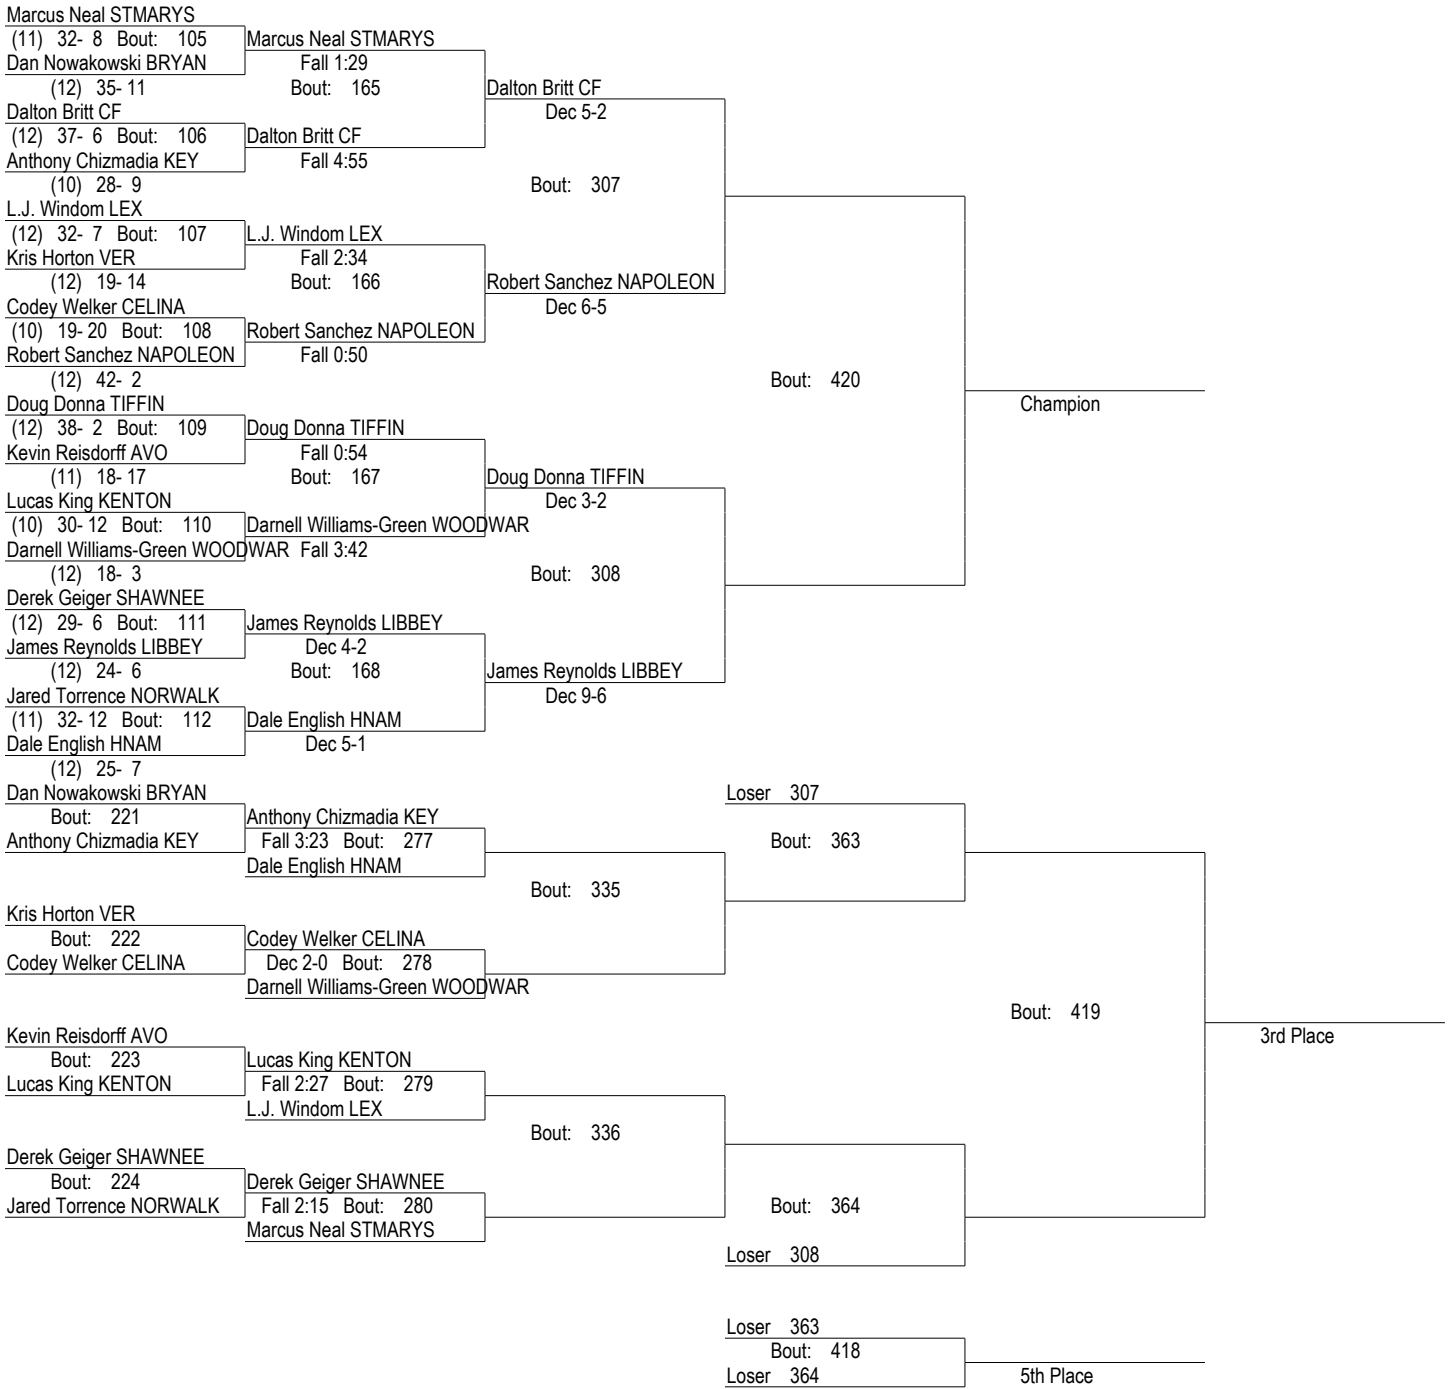 Marcus Neal STMARYS
(11) 32- 8 Bout: 105 Marcus Neal STMARYS
Dan Nowakowski BRYAN Fall 1:29
(12) 35- 11 Bout: 165 Dalton Britt CF
Dalton Britt CF Dec 5-2
(12) 37- 6 Bout: 106 Dalton Britt CF
Anthony Chizmadia KEY Fall 4:55
(10) 28- 9 Bout: 307
L.J. Windom LEX
(12) 32- 7 Bout: 107 L.J. Windom LEX
Kris Horton VER Fall 2:34
(12) 19- 14 Bout: 166 Robert Sanchez NAPOLEON
Codey Welker CELINA Dec 6-5
(10) 19- 20 Bout: 108 Robert Sanchez NAPOLEON
Robert Sanchez NAPOLEON Fall 0:50
(12) 42- 2 Bout: 420
Doug Donna TIFFIN Champion
(12) 38- 2 Bout: 109 Doug Donna TIFFIN
Kevin Reisdorff AVO Fall 0:54
(11) 18- 17 Bout: 167 Doug Donna TIFFIN
Lucas King KENTON Dec 3-2
(10) 30- 12 Bout: 110 Darnell Williams-Green WOODWAR
Darnell Williams-Green WOODWAR Fall 3:42
(12) 18- 3 Bout: 308
Derek Geiger SHAWNEE
(12) 29- 6 Bout: 111 James Reynolds LIBBEY
James Reynolds LIBBEY Dec 4-2
(12) 24- 6 Bout: 168 James Reynolds LIBBEY
Jared Torrence NORWALK Dec 9-6
(11) 32- 12 Bout: 112 Dale English HNAM
Dale English HNAM Dec 5-1
(12) 25- 7
Dan Nowakowski BRYAN Loser 307
Bout: 221 Anthony Chizmadia KEY
Anthony Chizmadia KEY Fall 3:23 Bout: 277 Bout: 363
Dale English HNAM
Bout: 335
Kris Horton VER
Bout: 222 Codey Welker CELINA
Codey Welker CELINA Dec 2-0 Bout: 278
Darnell Williams-Green WOODWAR
Bout: 419
Kevin Reisdorff AVO 3rd Place
Bout: 223 Lucas King KENTON
Lucas King KENTON Fall 2:27 Bout: 279
L.J. Windom LEX
Bout: 336
Derek Geiger SHAWNEE
Bout: 224 Derek Geiger SHAWNEE
Jared Torrence NORWALK Fall 2:15 Bout: 280 Bout: 364
Marcus Neal STMARYS
Loser 308
Loser 363
Bout: 418
Loser 364 5th Place